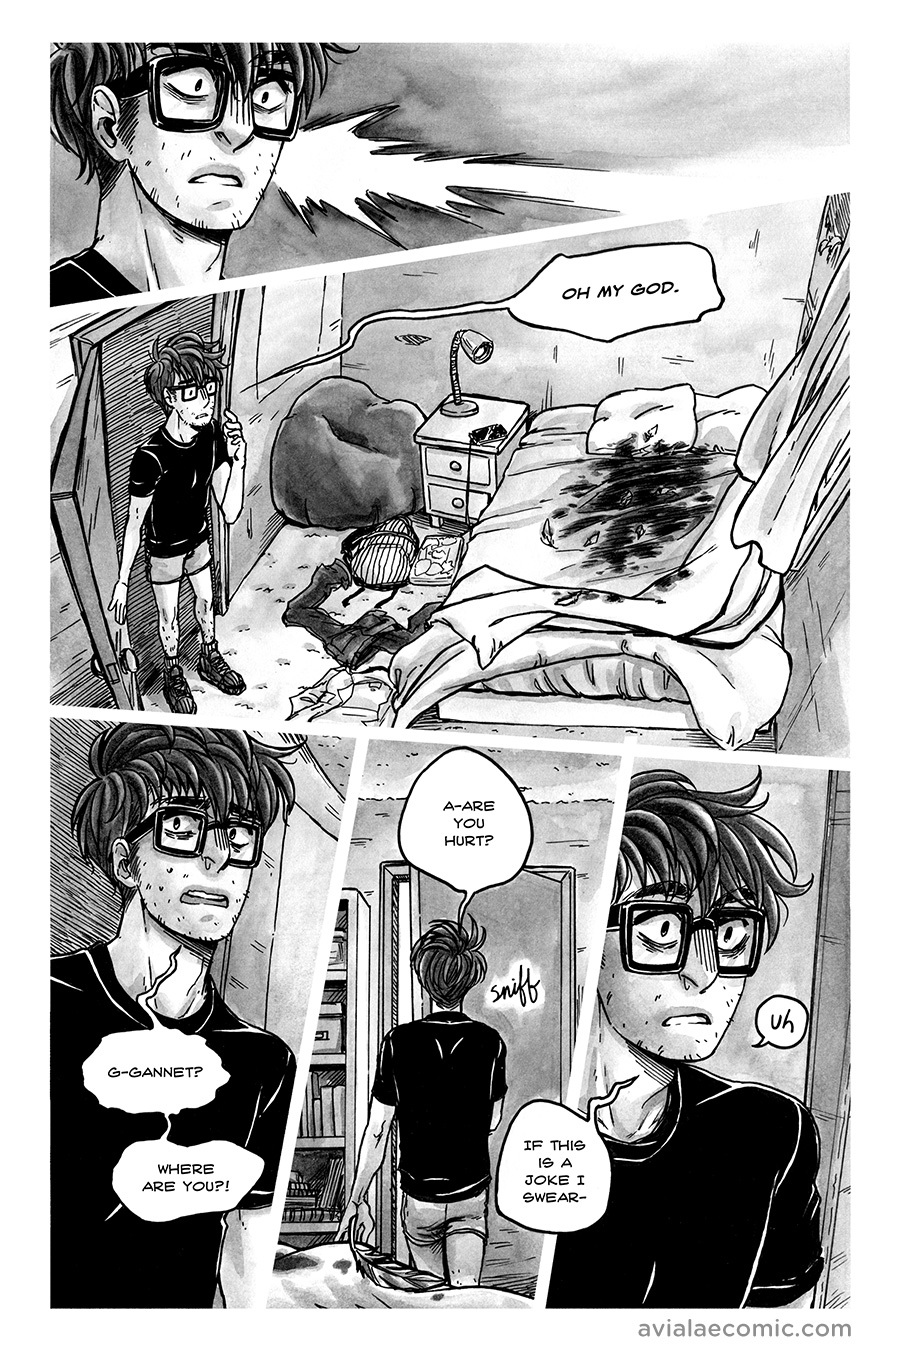 OH MY GOD.
G-GANNET?
WHERE
ARE YOU?!
A-ARE
YOU
HURT?
sniff
IF THIS
IS A
JOKE I
SWEAR-
uh
avialaecomic.com